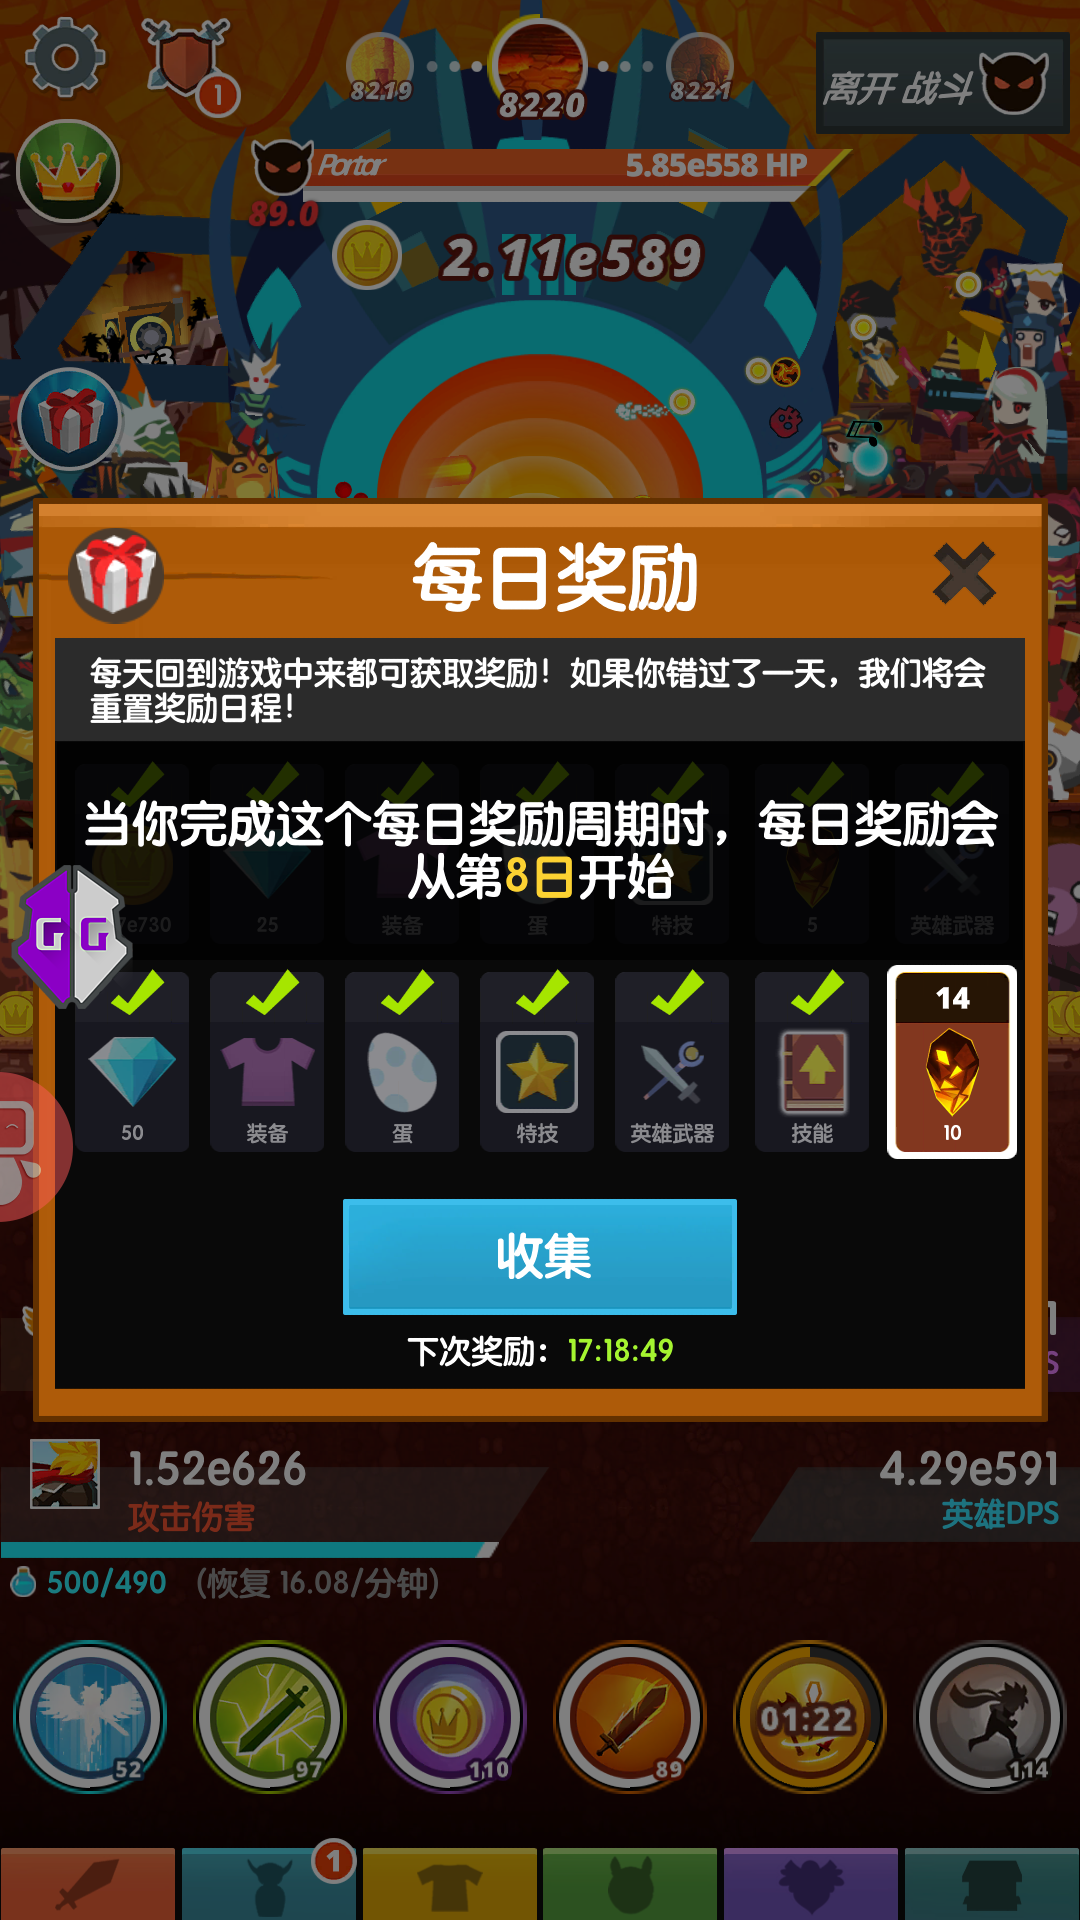 1
8219
8220
8221
离开 战斗
Portar
5.85e558 HP
89.0
2.11e589
x3
每日奖励
每天回到游戏中来都可获取奖励！如果你错过了一天，我们将会
重置奖励日程！
当你完成这个每日奖励周期时，每日奖励会
从第8日开始
e730
25
装备
蛋
特技
5
英雄武器
GG
14
50
装备
蛋
特技
英雄武器
技能
10
收集
下次奖励：17:18:49
1.52e626
4.29e591
攻击伤害
英雄DPS
500/490 （恢复 16.08/分钟）
52
97
110
89
01:22
114
1